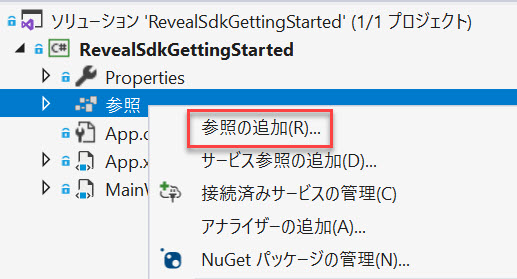 ソリューション 'RevealSdkGettingStarted' (1/1 プロジェクト)
RevealSdkGettingStarted
Properties
参照
参照の追加(R)...
App.c
サービス参照の追加(D)...
App.x
接続済みサービスの管理(C)
MainW
アナライザーの追加(A)...
NuGet パッケージの管理(N)...